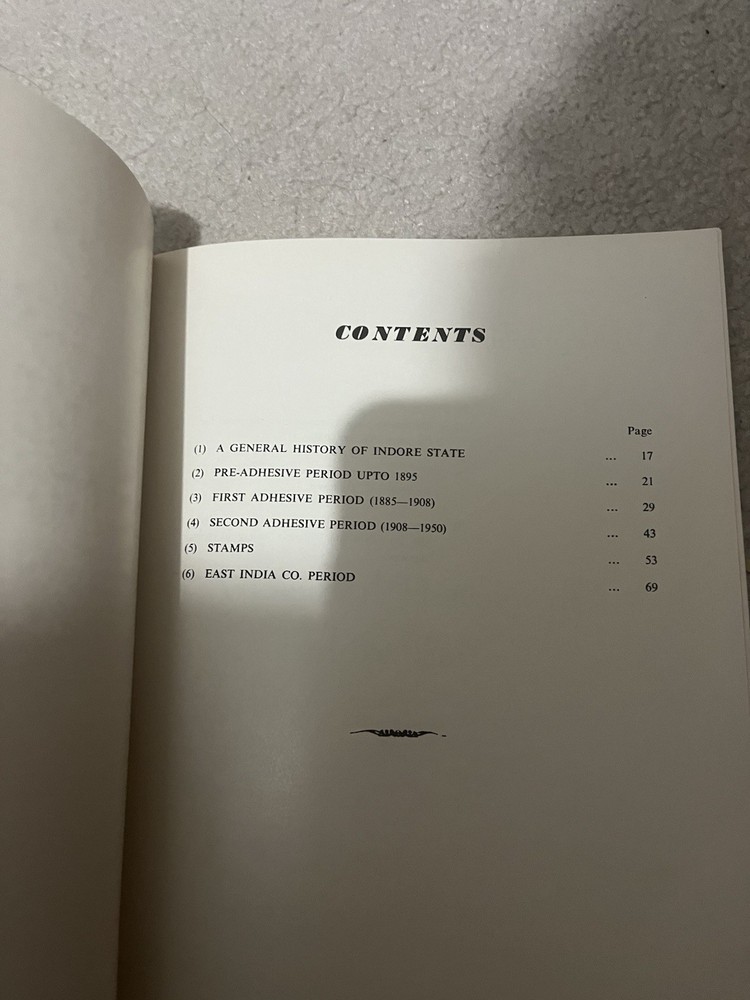 CONTENTS
Page
(1) A GENERAL HISTORY OF INDORE STATE ... 17
(2) PRE-ADHESIVE PERIOD UPTO 1895 ... 21
(3) FIRST ADHESIVE PERIOD (1885—1908) ... 29
(4) SECOND ADHESIVE PERIOD (1908—1950) ... 43
(5) STAMPS ... 53
(6) EAST INDIA CO. PERIOD ... 69